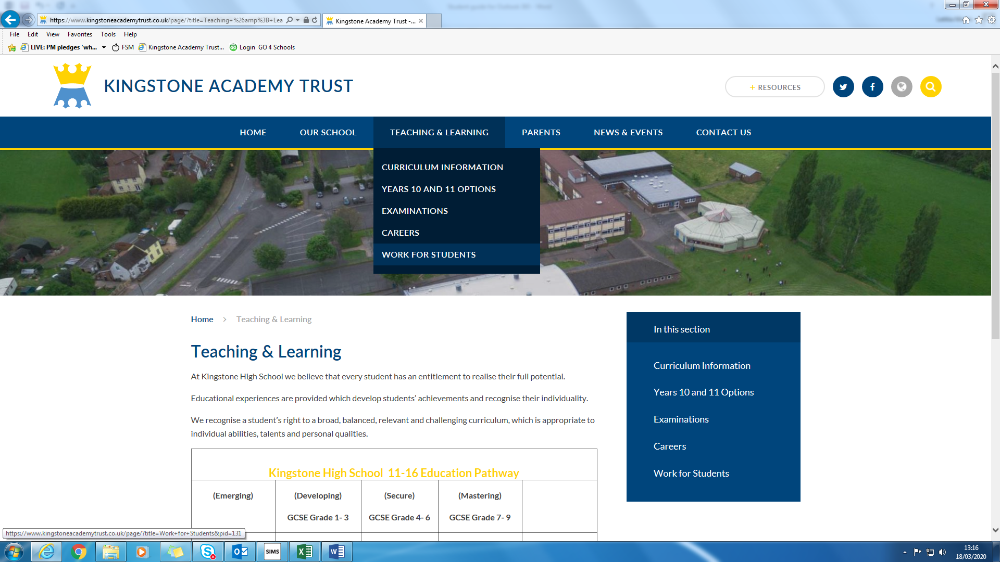 https://www.kingstoneacademytrust.co.uk/page/?title=Teaching+%26amp%3B+Lea
Kingstone Academy Trust -...
File Edit View Favorites Tools Help
LIVE: PM pledges 'wh... FSM Kingstone Academy Trust... GO Login GO 4 Schools
KINGSTONE ACADEMY TRUST
+ RESOURCES
HOME OUR SCHOOL TEACHING & LEARNING PARENTS NEWS & EVENTS CONTACT US
CURRICULUM INFORMATION
YEARS 10 AND 11 OPTIONS
EXAMINATIONS
CAREERS
WORK FOR STUDENTS
Home > Teaching & Learning
Teaching & Learning
At Kingstone High School we believe that every student has an entitlement to realise their full potential.
Educational experiences are provided which develop students' achievements and recognise their individuality.
We recognise a student's right to a broad, balanced, relevant and challenging curriculum, which is appropriate to
individual abilities, talents and personal qualities.
Kingstone High School 11-16 Education Pathway
(Emerging) (Developing) (Secure) (Mastering)
GCSE Grade 1- 3 GCSE Grade 4- 6 GCSE Grade 7- 9
In this section
Curriculum Information
Years 10 and 11 Options
Examinations
Careers
Work for Students
https://www.kingstoneacademytrust.co.uk/page/?title=Work+for+Students&pid=131
SIMS
13:16
18/03/2020